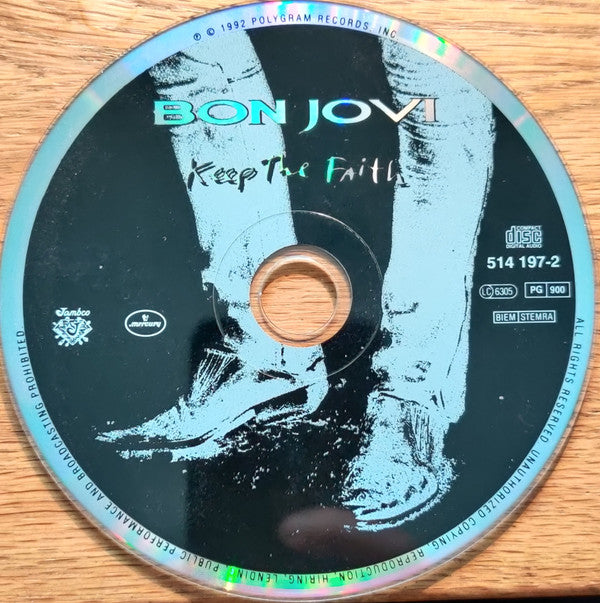 ℗ © 1992 POLYGRAM RECORDS, INC.
BON JOVI
Keep The Faith
COMPACT
disc
DIGITAL AUDIO
514 197-2
LC 6305
PG 900
BIEM STEMRA
Jambco
mercury
ALL RIGHTS RESERVED. UNAUTHORIZED COPYING, REPRODUCTION, HIRING, LENDING, PUBLIC PERFORMANCE AND BROADCASTING PROHIBITED